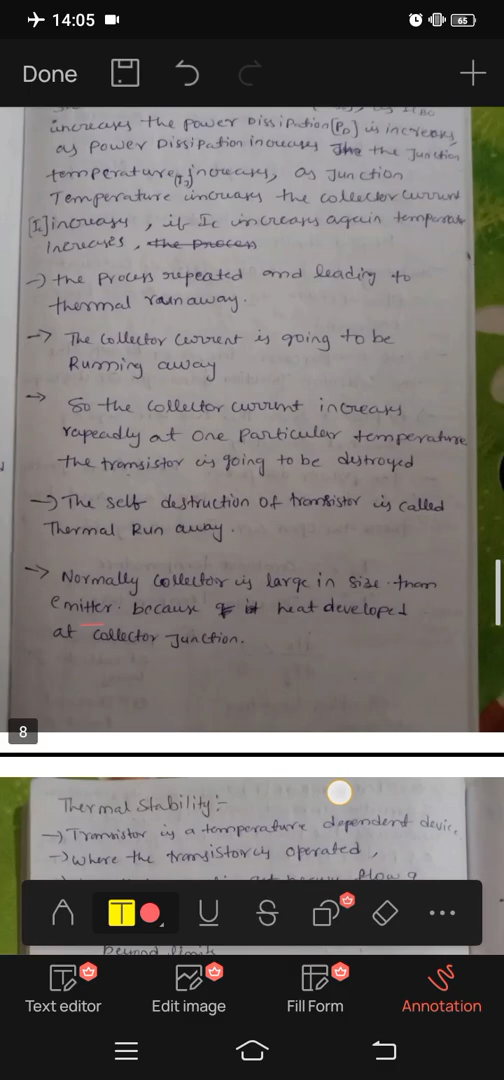 14:05
65
Done
increases the power Dissipation [PD] is increases,
as power Dissipation increases the the Junction
temperature (TJ) increases, as Junction
Temperature increases the collector current
[Ic] increases, if Ic increases again temperature
increases, the process
-> the process repeated and leading to
thermal rainaway.
-> The collector current is going to be
Running away
-> So the collector current increases
rapeadly at one particular temperature
the transistor is going to be destroyed
-> The self destruction of transistor is called
Thermal Run away.
-> Normally collector is large in size than
emitter. because of heat developed
at collector Junction.
8
Thermal Stability:-
-> Transistor is a temperature dependent device,
-> where the transistor is operated,
flow
beyond limit
Text editor
Edit image
Fill Form
Annotation